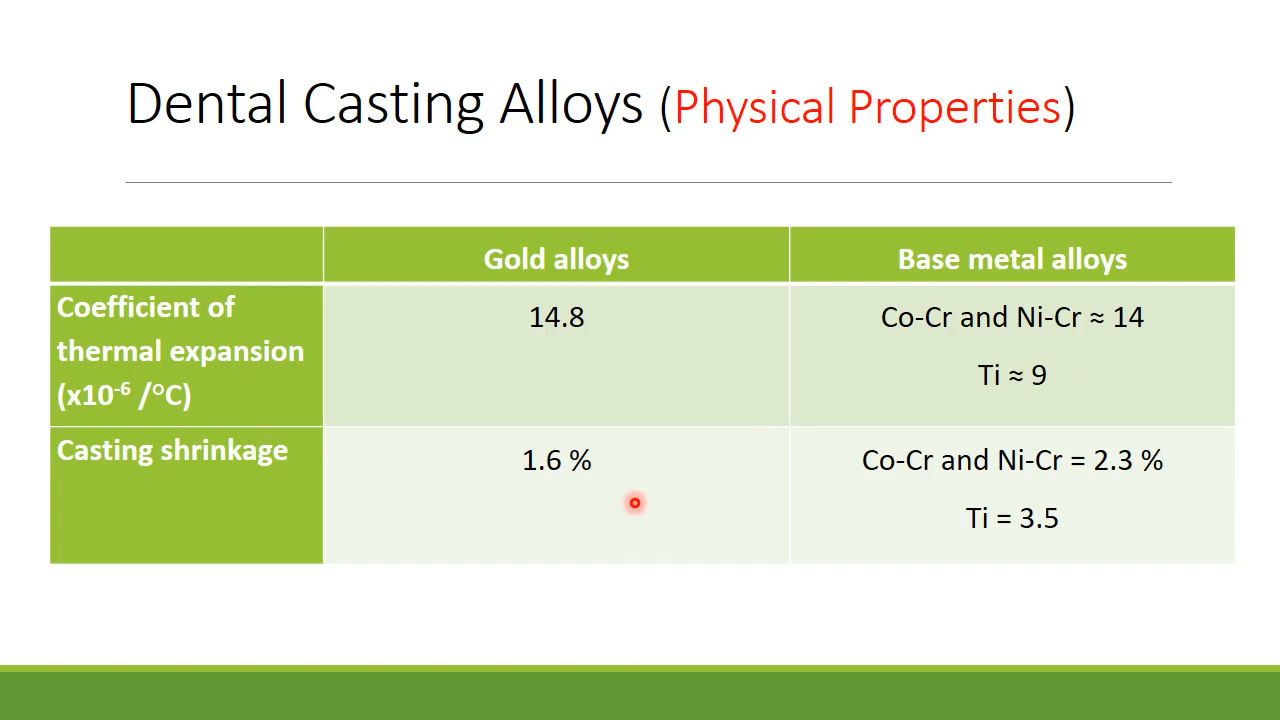 Dental Casting Alloys (Physical Properties)
Gold alloys
Base metal alloys
Coefficient of
thermal expansion
(x10⁻⁶ /°C)
14.8
Co-Cr and Ni-Cr ≈ 14
Ti ≈ 9
Casting shrinkage
1.6 %
Co-Cr and Ni-Cr = 2.3 %
Ti = 3.5